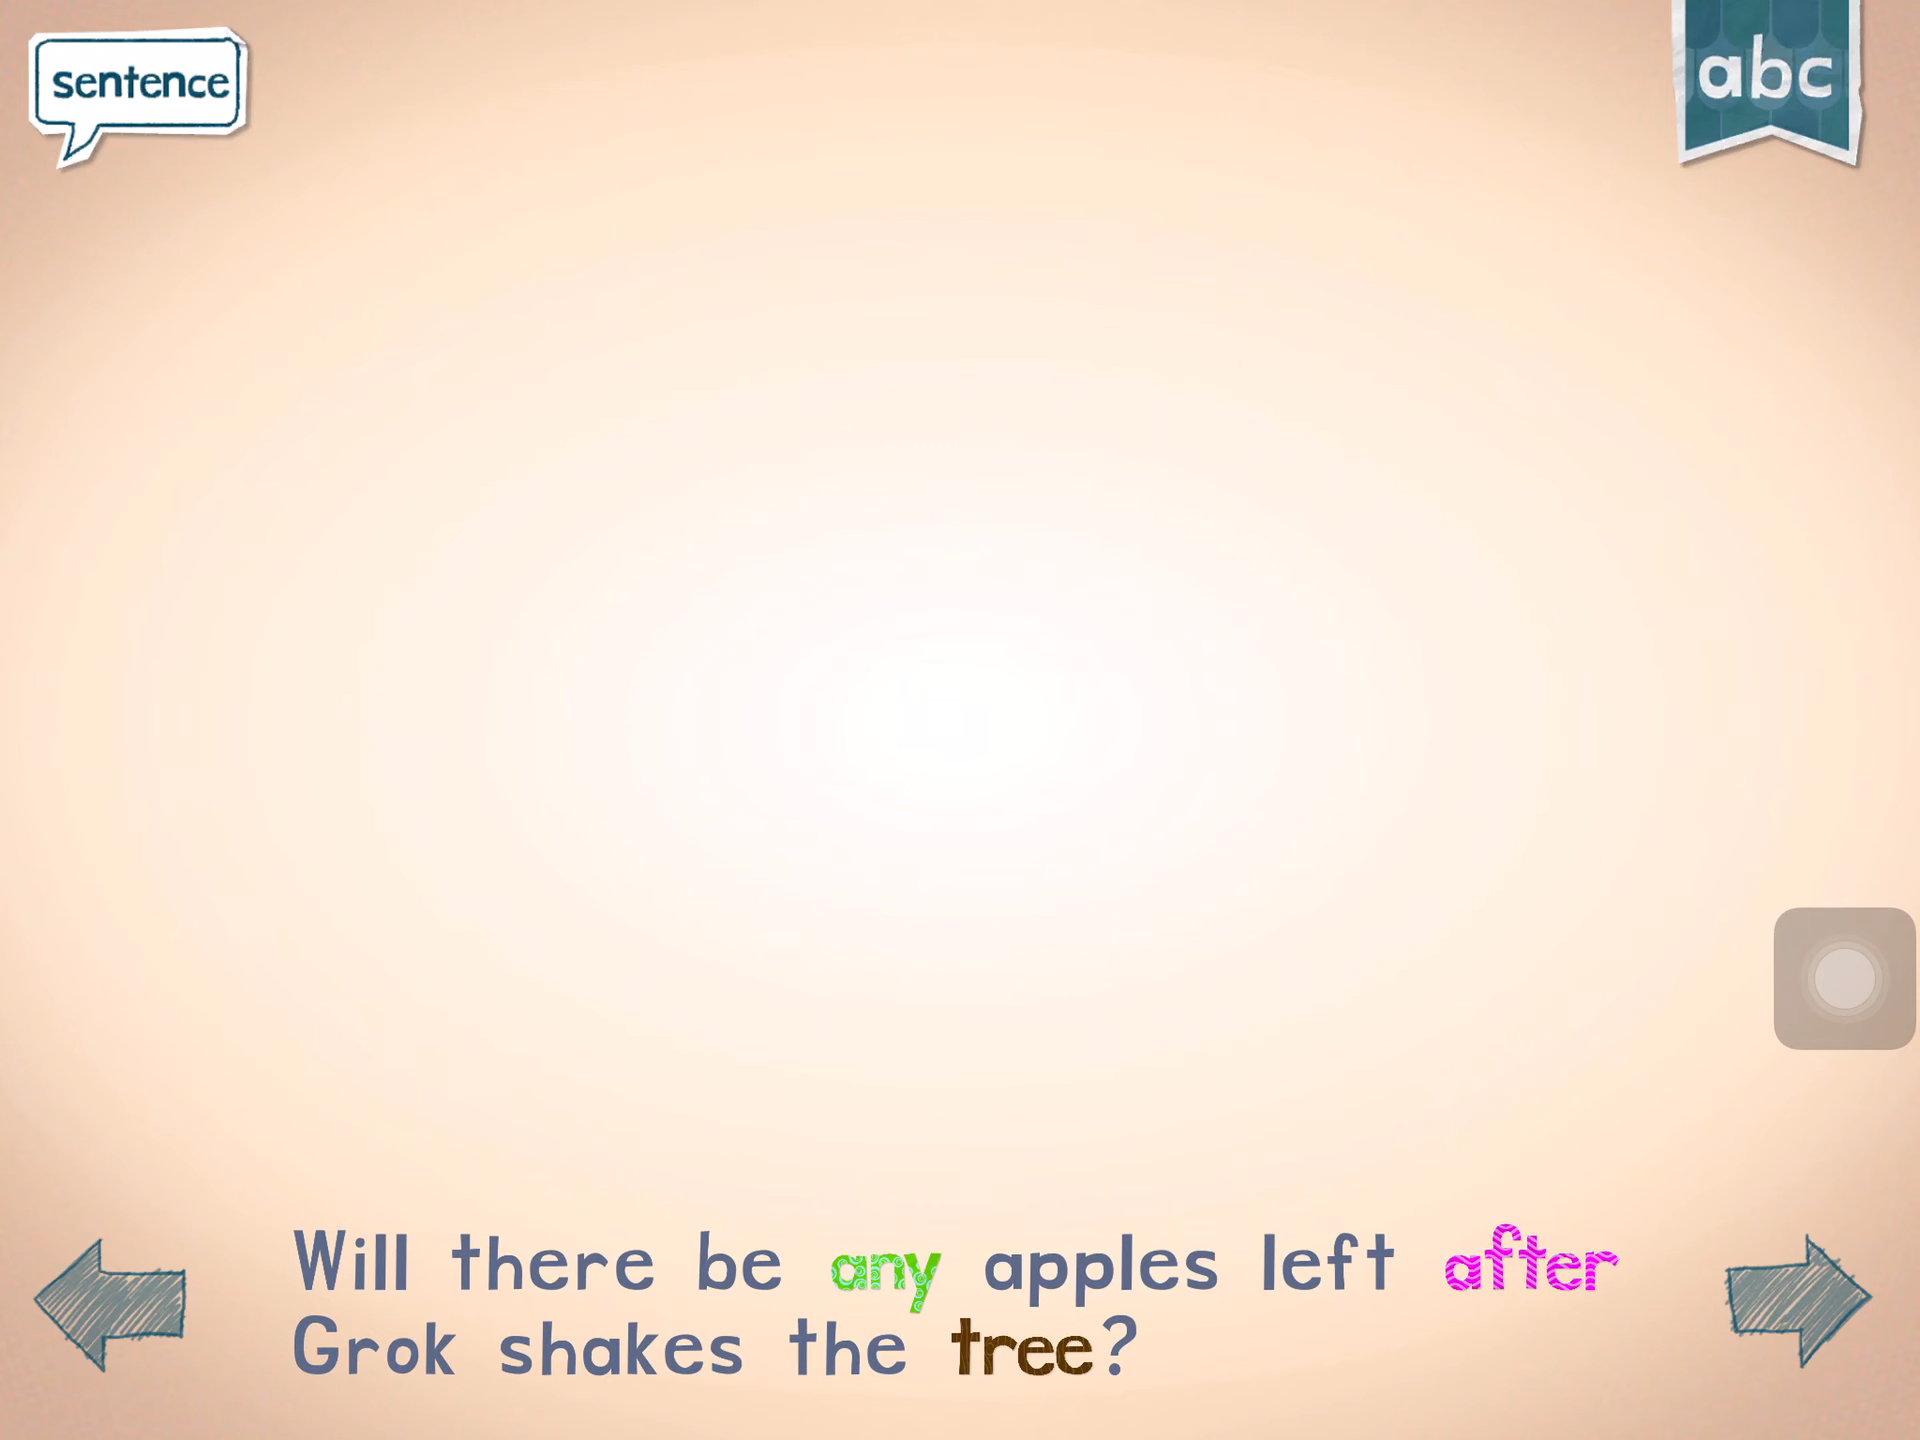 sentence
abc
Will there be any apples left after
Grok shakes the tree?